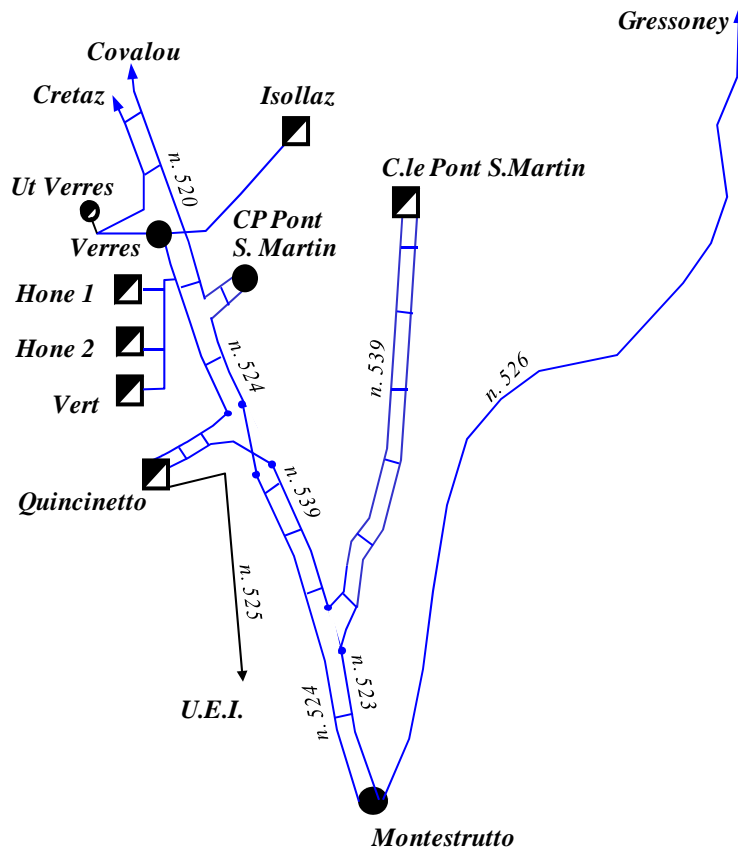 Gressoney
Covalou
Cretaz
Isollaz
n. 520
C.le Pont S.Martin
Ut Verres
CP Pont
S. Martin
Verres
Hone 1
Hone 2
n. 524
n.539
n. 526
Vert
Quincinetto
n. 539
n. 525
n. 523
n. 524
U.E.I.
Montestrutto